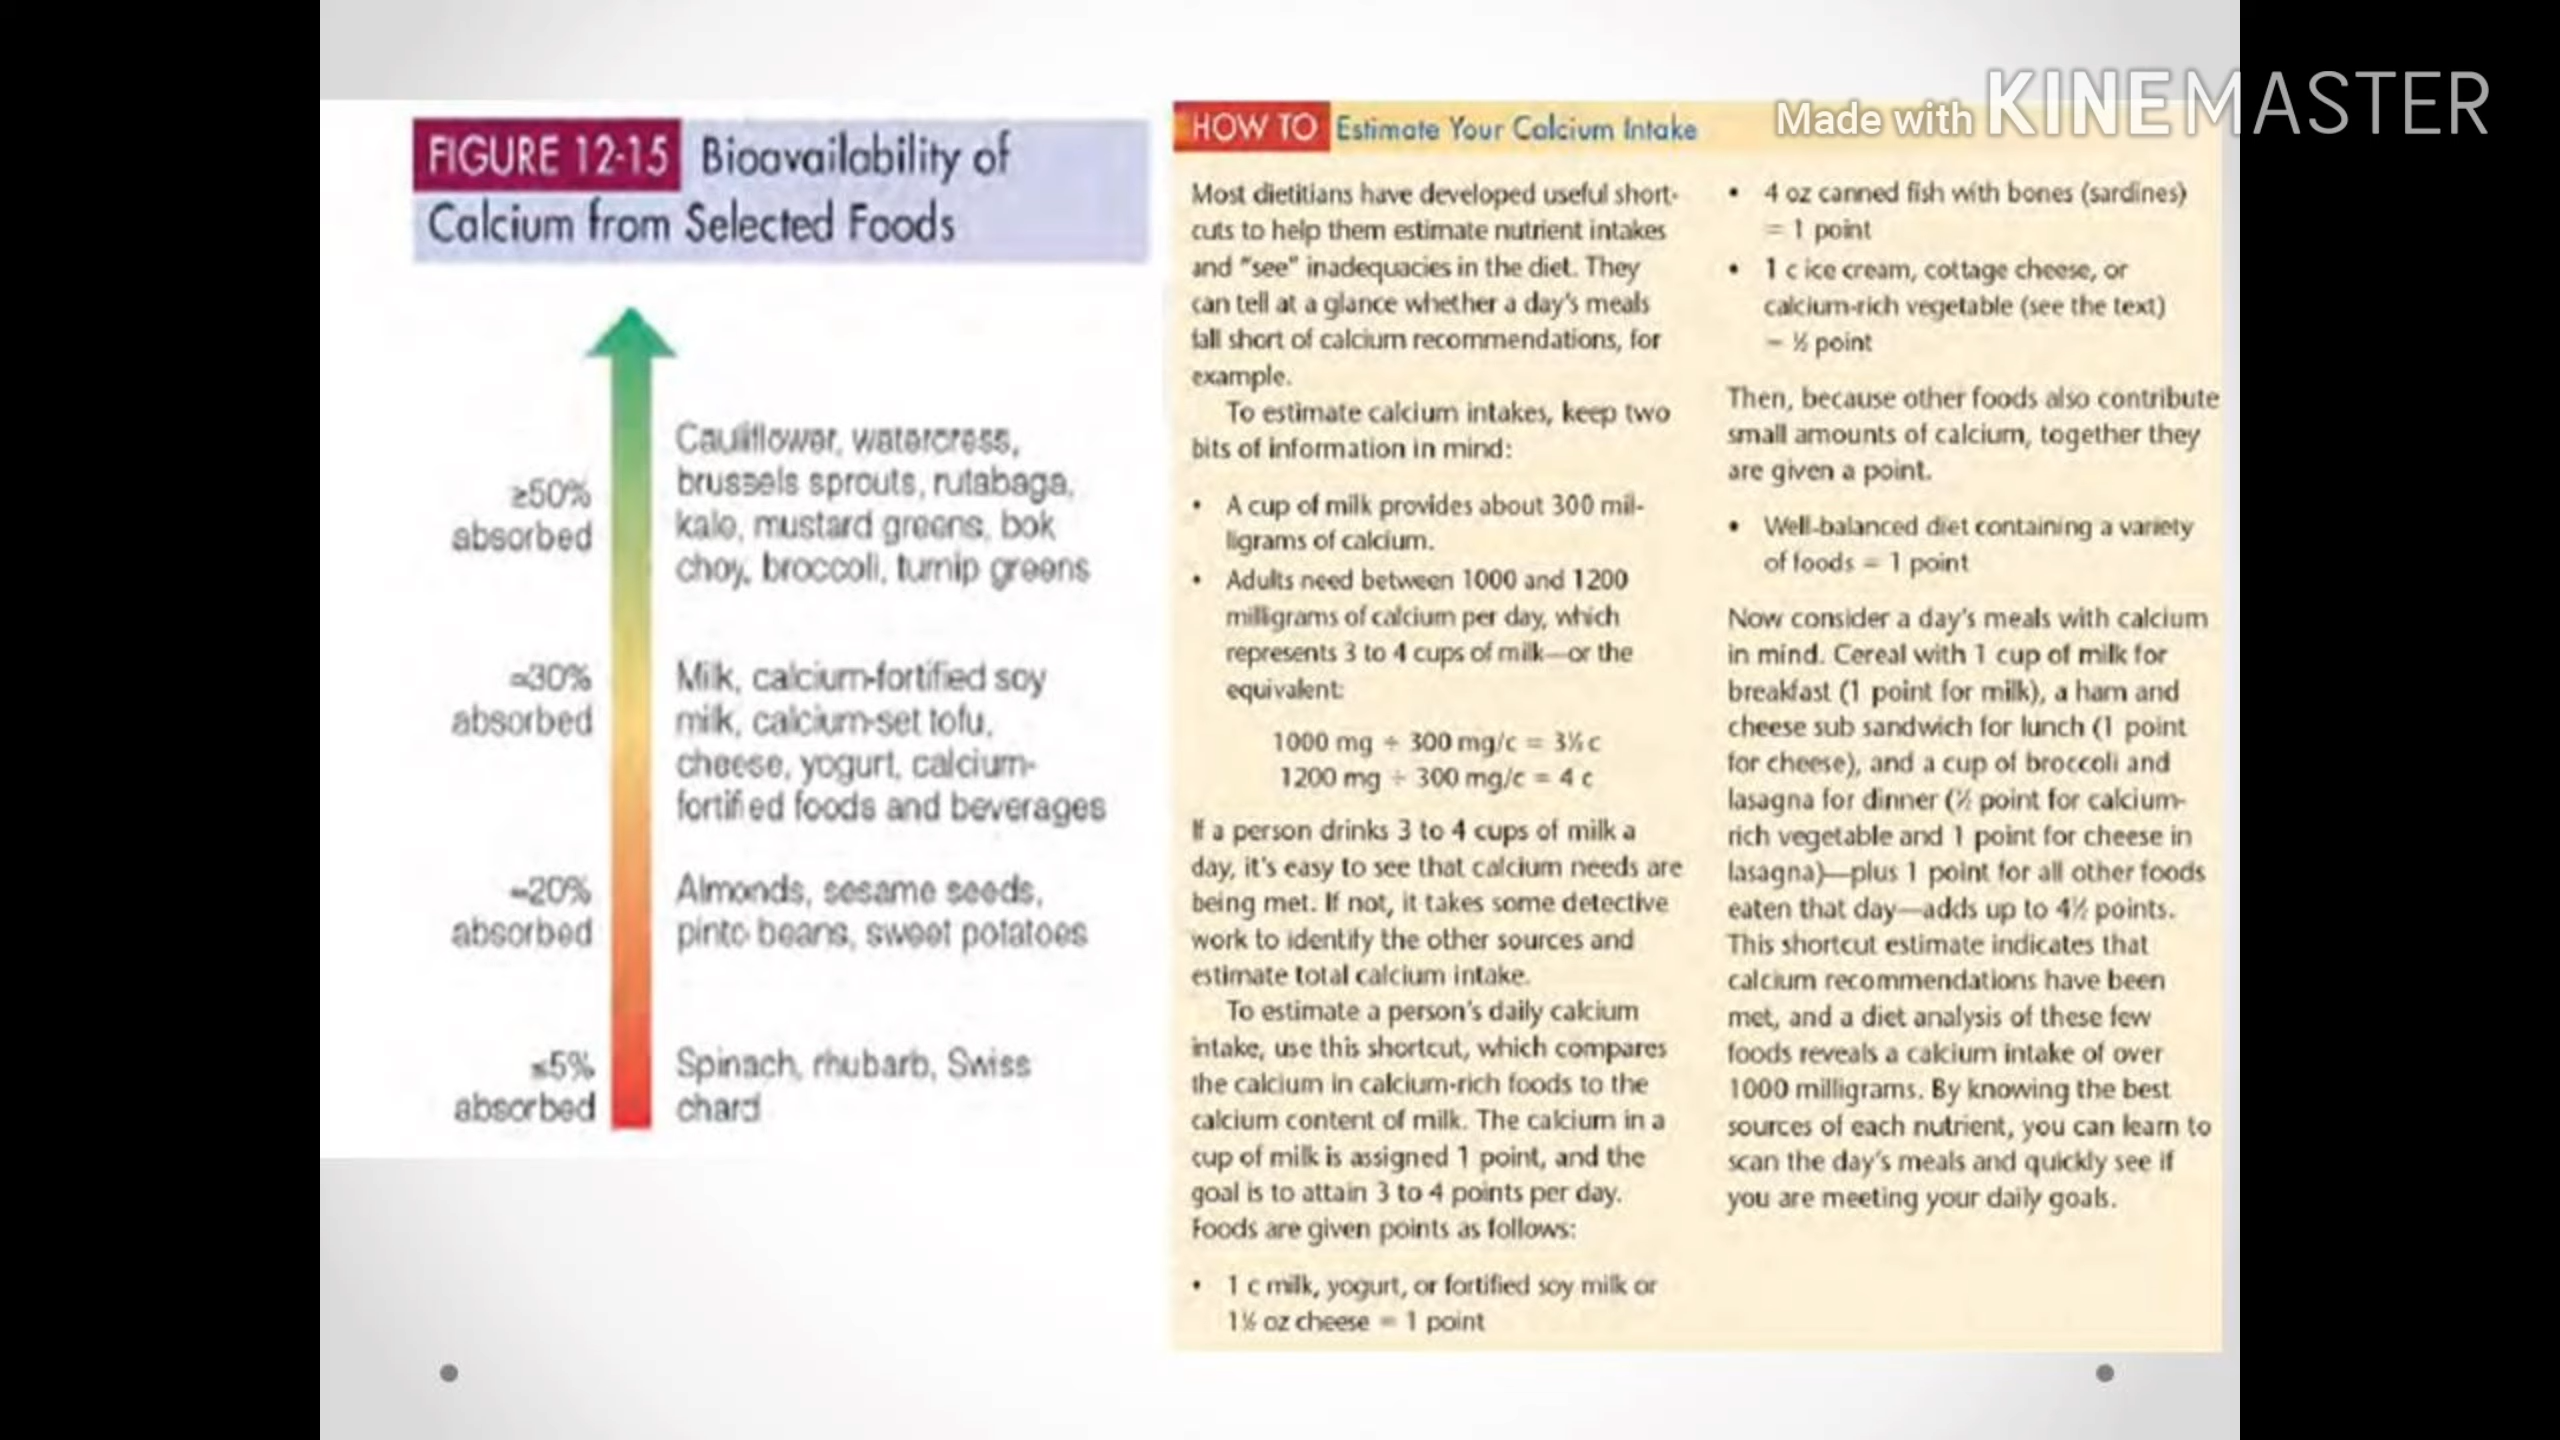 Made with KINEMASTER
FIGURE 12-15 Bioavailability of
Calcium from Selected Foods
≥50%
absorbed
Cauliflower, watercress,
brussels sprouts, rutabaga,
kale, mustard greens, bok
choy, broccoli, turnip greens
≈30%
absorbed
Milk, calcium-fortified soy
milk, calcium-set tofu,
cheese, yogurt, calcium-
fortified foods and beverages
≈20%
absorbed
Almonds, sesame seeds,
pinto beans, sweet potatoes
≤5%
absorbed
Spinach, rhubarb, Swiss
chard
HOW TO Estimate Your Calcium Intake
Most dietitians have developed useful short-
cuts to help them estimate nutrient intakes
and "see" inadequacies in the diet. They
can tell at a glance whether a day's meals
fall short of calcium recommendations, for
example.
To estimate calcium intakes, keep two
bits of information in mind:
• A cup of milk provides about 300 mil-
ligrams of calcium.
• Adults need between 1000 and 1200
milligrams of calcium per day, which
represents 3 to 4 cups of milk—or the
equivalent:
1000 mg ÷ 300 mg/c = 3⅓ c
1200 mg ÷ 300 mg/c = 4 c
If a person drinks 3 to 4 cups of milk a
day, it's easy to see that calcium needs are
being met. If not, it takes some detective
work to identify the other sources and
estimate total calcium intake.
To estimate a person's daily calcium
intake, use this shortcut, which compares
the calcium in calcium-rich foods to the
calcium content of milk. The calcium in a
cup of milk is assigned 1 point, and the
goal is to attain 3 to 4 points per day.
Foods are given points as follows:
• 1 c milk, yogurt, or fortified soy milk or
1½ oz cheese = 1 point
• 4 oz canned fish with bones (sardines)
= 1 point
• 1 c ice cream, cottage cheese, or
calcium-rich vegetable (see the text)
= ½ point
Then, because other foods also contribute
small amounts of calcium, together they
are given a point.
• Well-balanced diet containing a variety
of foods = 1 point
Now consider a day's meals with calcium
in mind. Cereal with 1 cup of milk for
breakfast (1 point for milk), a ham and
cheese sub sandwich for lunch (1 point
for cheese), and a cup of broccoli and
lasagna for dinner (½ point for calcium-
rich vegetable and 1 point for cheese in
lasagna)—plus 1 point for all other foods
eaten that day—adds up to 4½ points.
This shortcut estimate indicates that
calcium recommendations have been
met, and a diet analysis of these few
foods reveals a calcium intake of over
1000 milligrams. By knowing the best
sources of each nutrient, you can learn to
scan the day's meals and quickly see if
you are meeting your daily goals.